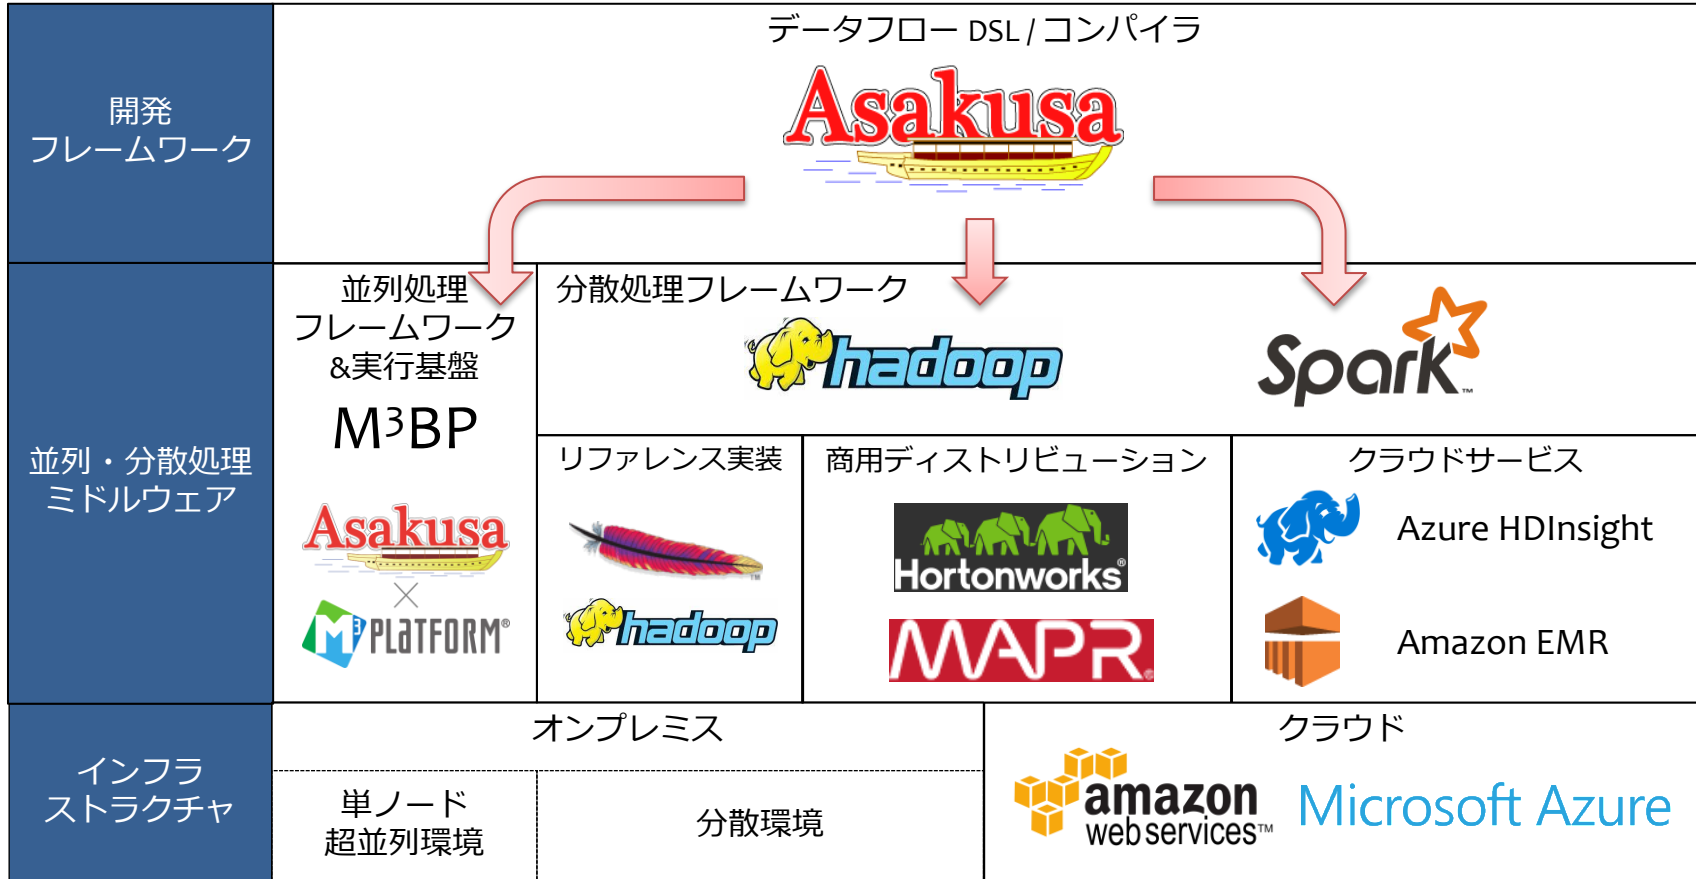 データフロー DSL / コンパイラ
Asakusa
開発
フレームワーク
並列処理
フレームワーク
&実行基盤
M³BP
Asakusa
×
M³ PLATFORM®
分散処理フレームワーク
hadoop
Spark™
並列・分散処理
ミドルウェア
リファレンス実装
TM
hadoop
商用ディストリビューション
Hortonworks®
MAPR®
クラウドサービス
Azure HDInsight
Amazon EMR
インフラ
ストラクチャ
オンプレミス
単ノード
超並列環境
分散環境
クラウド
amazon
web services™
Microsoft Azure